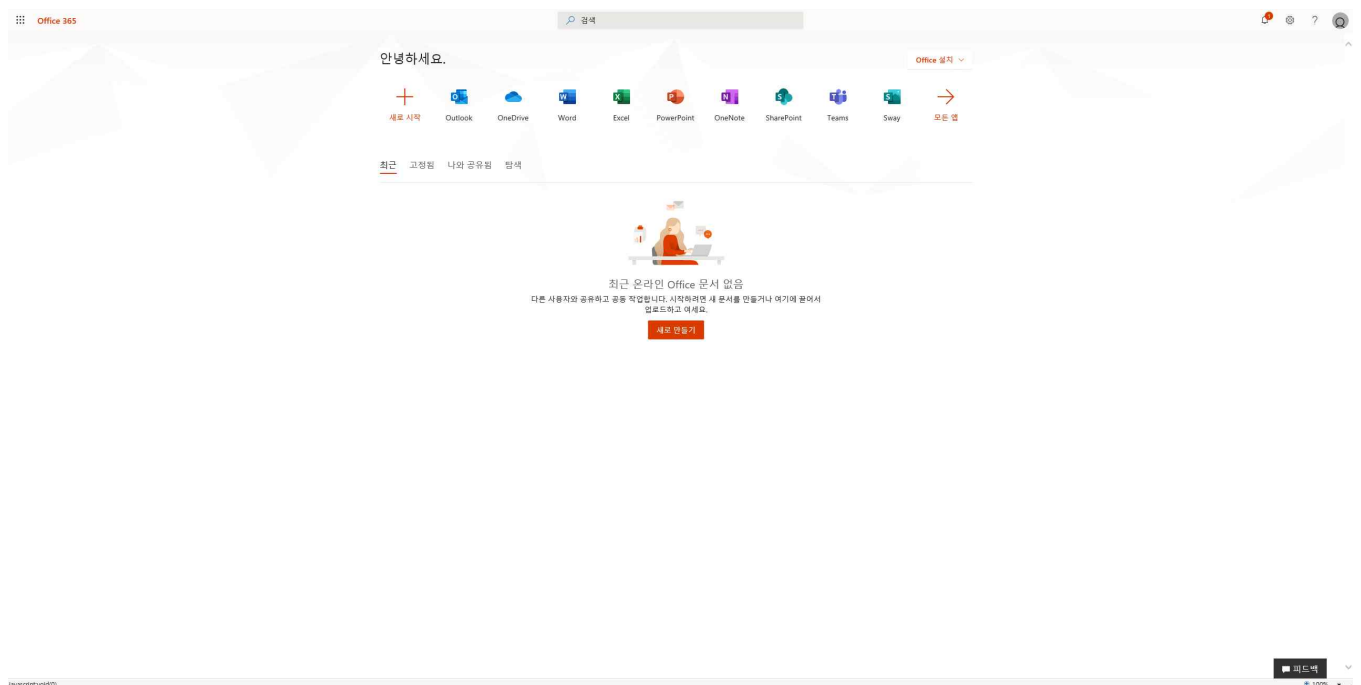 Office 365
검색
1
?
안녕하세요.
Office 설치
새로 시작 Outlook OneDrive Word Excel PowerPoint OneNote SharePoint Teams Sway 모든 앱
최근 고정됨 나와 공유됨 탐색
최근 온라인 Office 문서 없음
다른 사용자와 공유하고 공동 작업합니다. 시작하려면 새 문서를 만들거나 여기에 끌어서
업로드하고 여세요.
새로 만들기
피드백
javascript:void(0)
100%